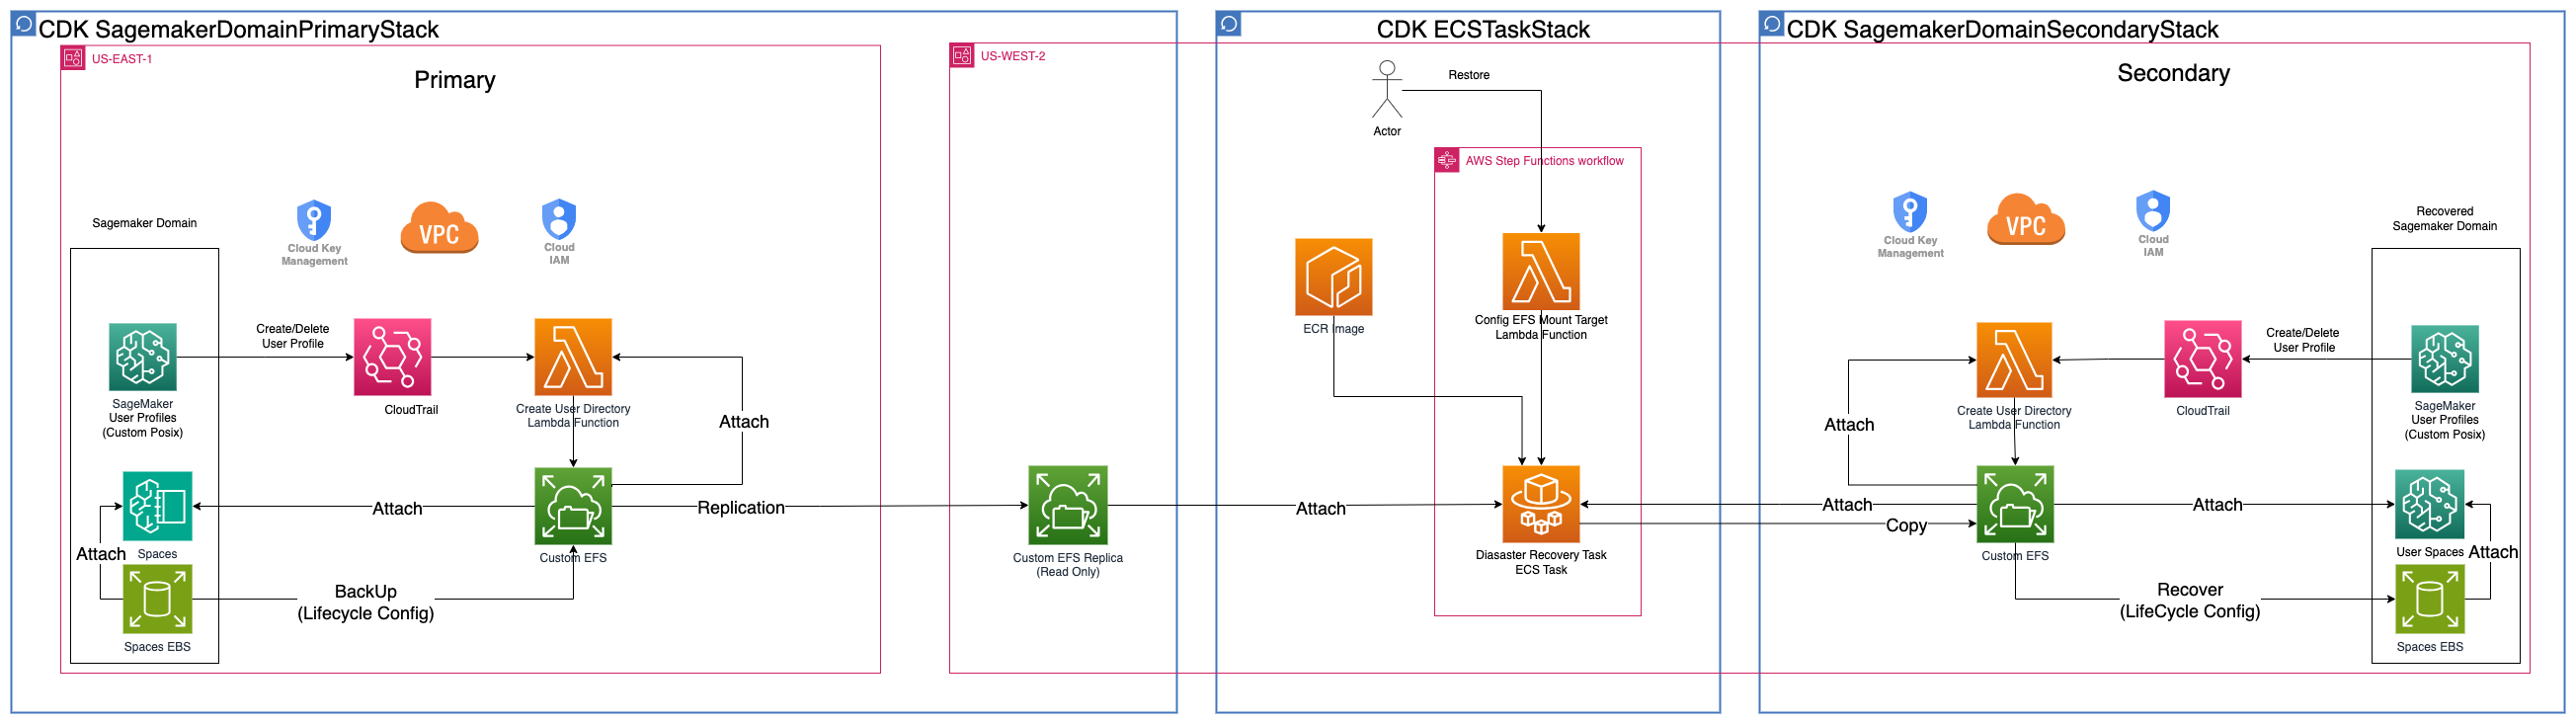 CDK SagemakerDomainPrimaryStack
US-EAST-1
Primary
Sagemaker Domain
Cloud Key
Management
VPC
Cloud
IAM
Create/Delete
User Profile
SageMaker
User Profiles
(Custom Posix)
CloudTrail
Create User Directory
Lambda Function
Attach
Attach
Spaces
Attach
Custom EFS
Replication
BackUp
(Lifecycle Config)
Spaces EBS
US-WEST-2
Custom EFS Replica
(Read Only)
CDK ECSTaskStack
Restore
Actor
AWS Step Functions workflow
ECR Image
Config EFS Mount Target
Lambda Function
Attach
Diasaster Recovery Task
ECS Task
CDK SagemakerDomainSecondaryStack
Secondary
Cloud Key
Management
VPC
Cloud
IAM
Recovered
Sagemaker Domain
Create/Delete
User Profile
Create User Directory
Lambda Function
CloudTrail
SageMaker
User Profiles
(Custom Posix)
Attach
Attach
Copy
Custom EFS
Attach
User Spaces
Attach
Recover
(LifeCycle Config)
Spaces EBS